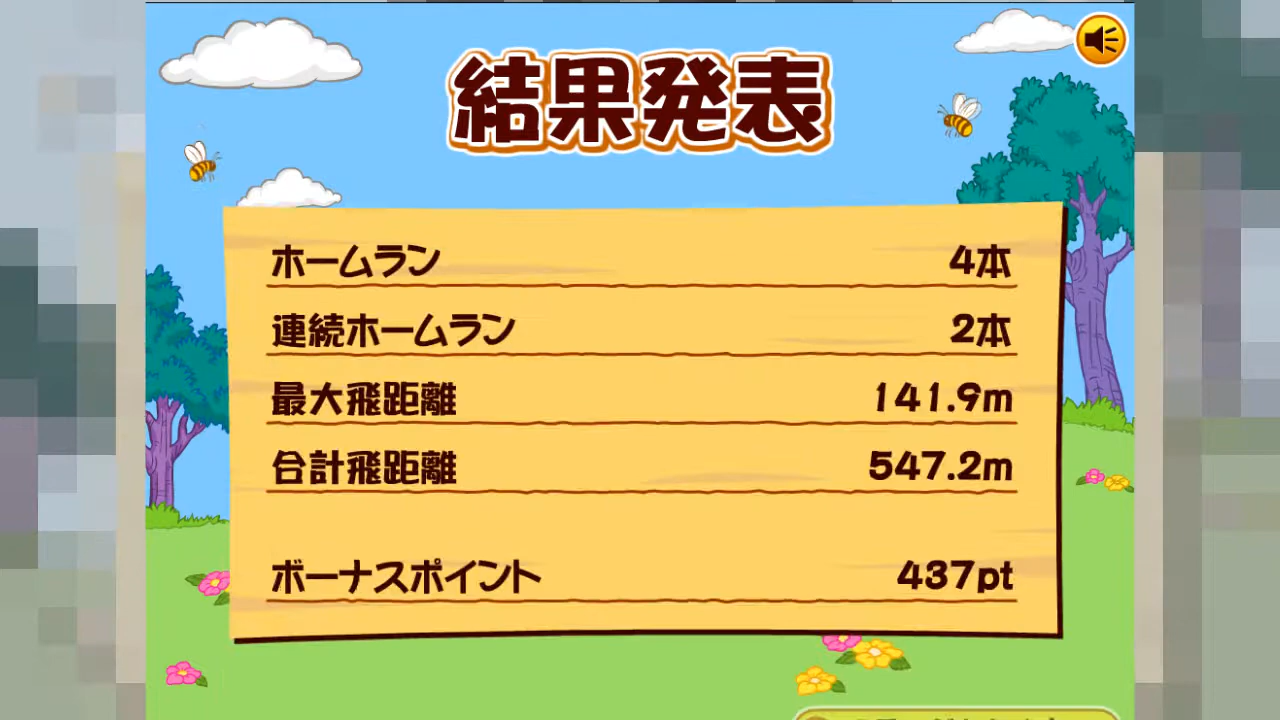 結果発表
ホームラン 4本
連続ホームラン 2本
最大飛距離 141.9m
合計飛距離 547.2m
ボーナスポイント 437pt